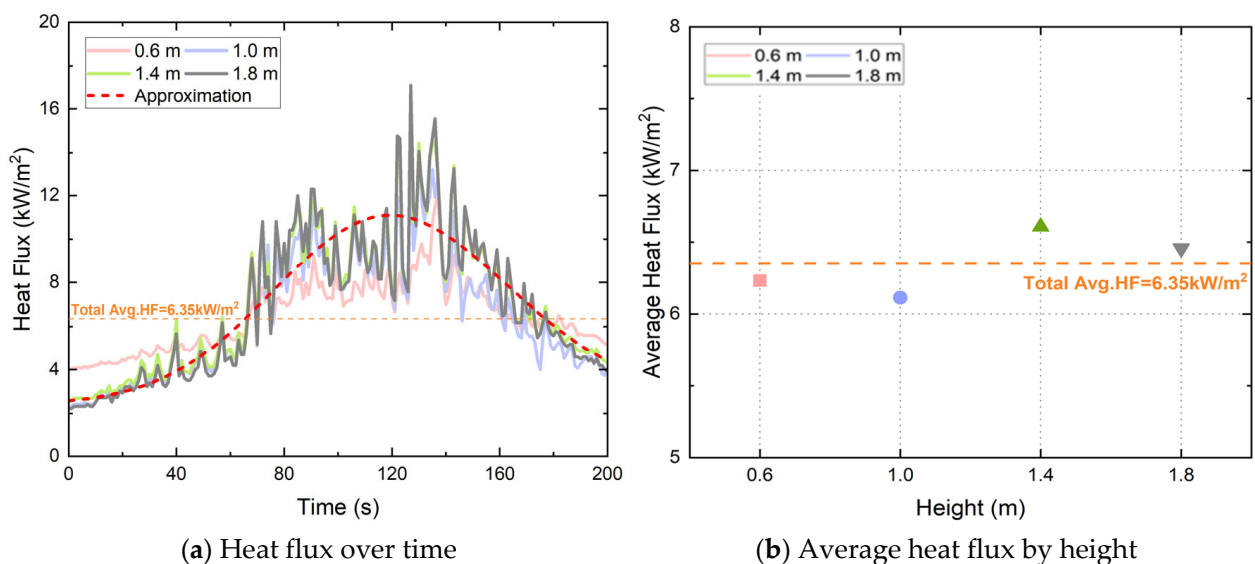 20
16
12
8
4
0
Heat Flux (kW/m²)
0.6 m 1.0 m
1.4 m 1.8 m
Approximation
Total Avg.HF=6.35kW/m²
0 40 80 120 160 200
Time (s)
(a) Heat flux over time
8
7
6
5
Average Heat Flux (kW/m²)
0.6 m 1.0 m
1.4 m 1.8 m
Total Avg.HF=6.35kW/m²
0.6 1.0 1.4 1.8
Height (m)
(b) Average heat flux by height